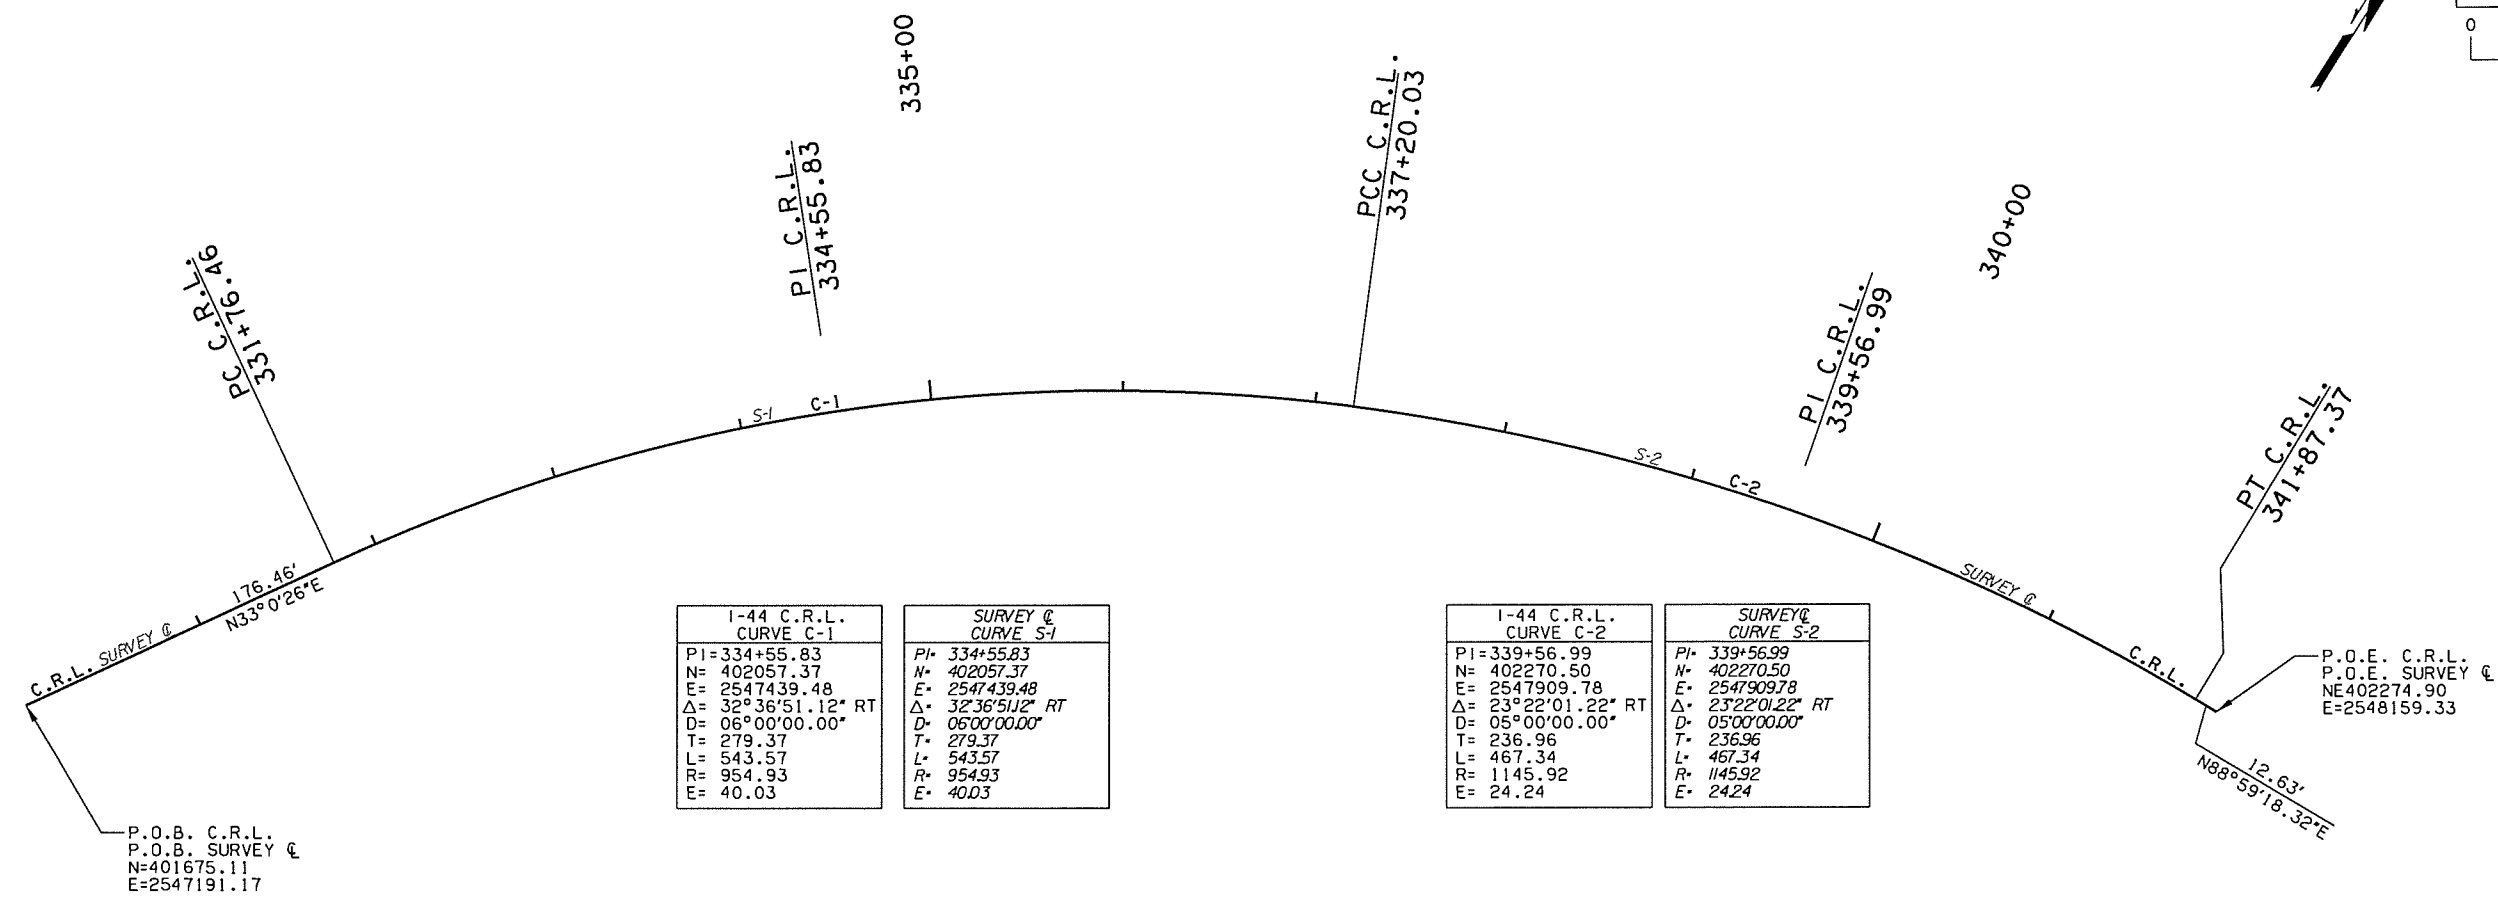 0
335+00
PCC C.R.L.
337+20.03
PI C.R.L.
334+55.83
340+00
PC C.R.L.
331+76.46
PI C.R.L.
339+56.99
PT C.R.L.
341+87.37
S-1
C-1
S-2
C-2
176.46'
N33°0'26"E
C.R.L.
SURVEY ℄
SURVEY ℄
C.R.L.
I-44 C.R.L.
CURVE C-1
PI=334+55.83
N= 402057.37
E= 2547439.48
Δ= 32°36'51.12" RT
D= 06°00'00.00"
T= 279.37
L= 543.57
R= 954.93
E= 40.03
SURVEY ℄
CURVE S-1
PI= 334+55.83
N= 402057.37
E= 2547439.48
Δ= 32°36'51.12" RT
D= 06°00'00.00"
T= 279.37
L= 543.57
R= 954.93
E= 40.03
I-44 C.R.L.
CURVE C-2
PI=339+56.99
N= 402270.50
E= 2547909.78
Δ= 23°22'01.22" RT
D= 05°00'00.00"
T= 236.96
L= 467.34
R= 1145.92
E= 24.24
SURVEY℄
CURVE S-2
PI= 339+56.99
N= 402270.50
E= 2547909.78
Δ= 23°22'01.22" RT
D= 05°00'00.00"
T= 236.96
L= 467.34
R= 1145.92
E= 24.24
P.O.E. C.R.L.
P.O.E. SURVEY ℄
NE402274.90
E=2548159.33
12.63'
N88°59'18.32"E
P.O.B. C.R.L.
P.O.B. SURVEY ℄
N=401675.11
E=2547191.17